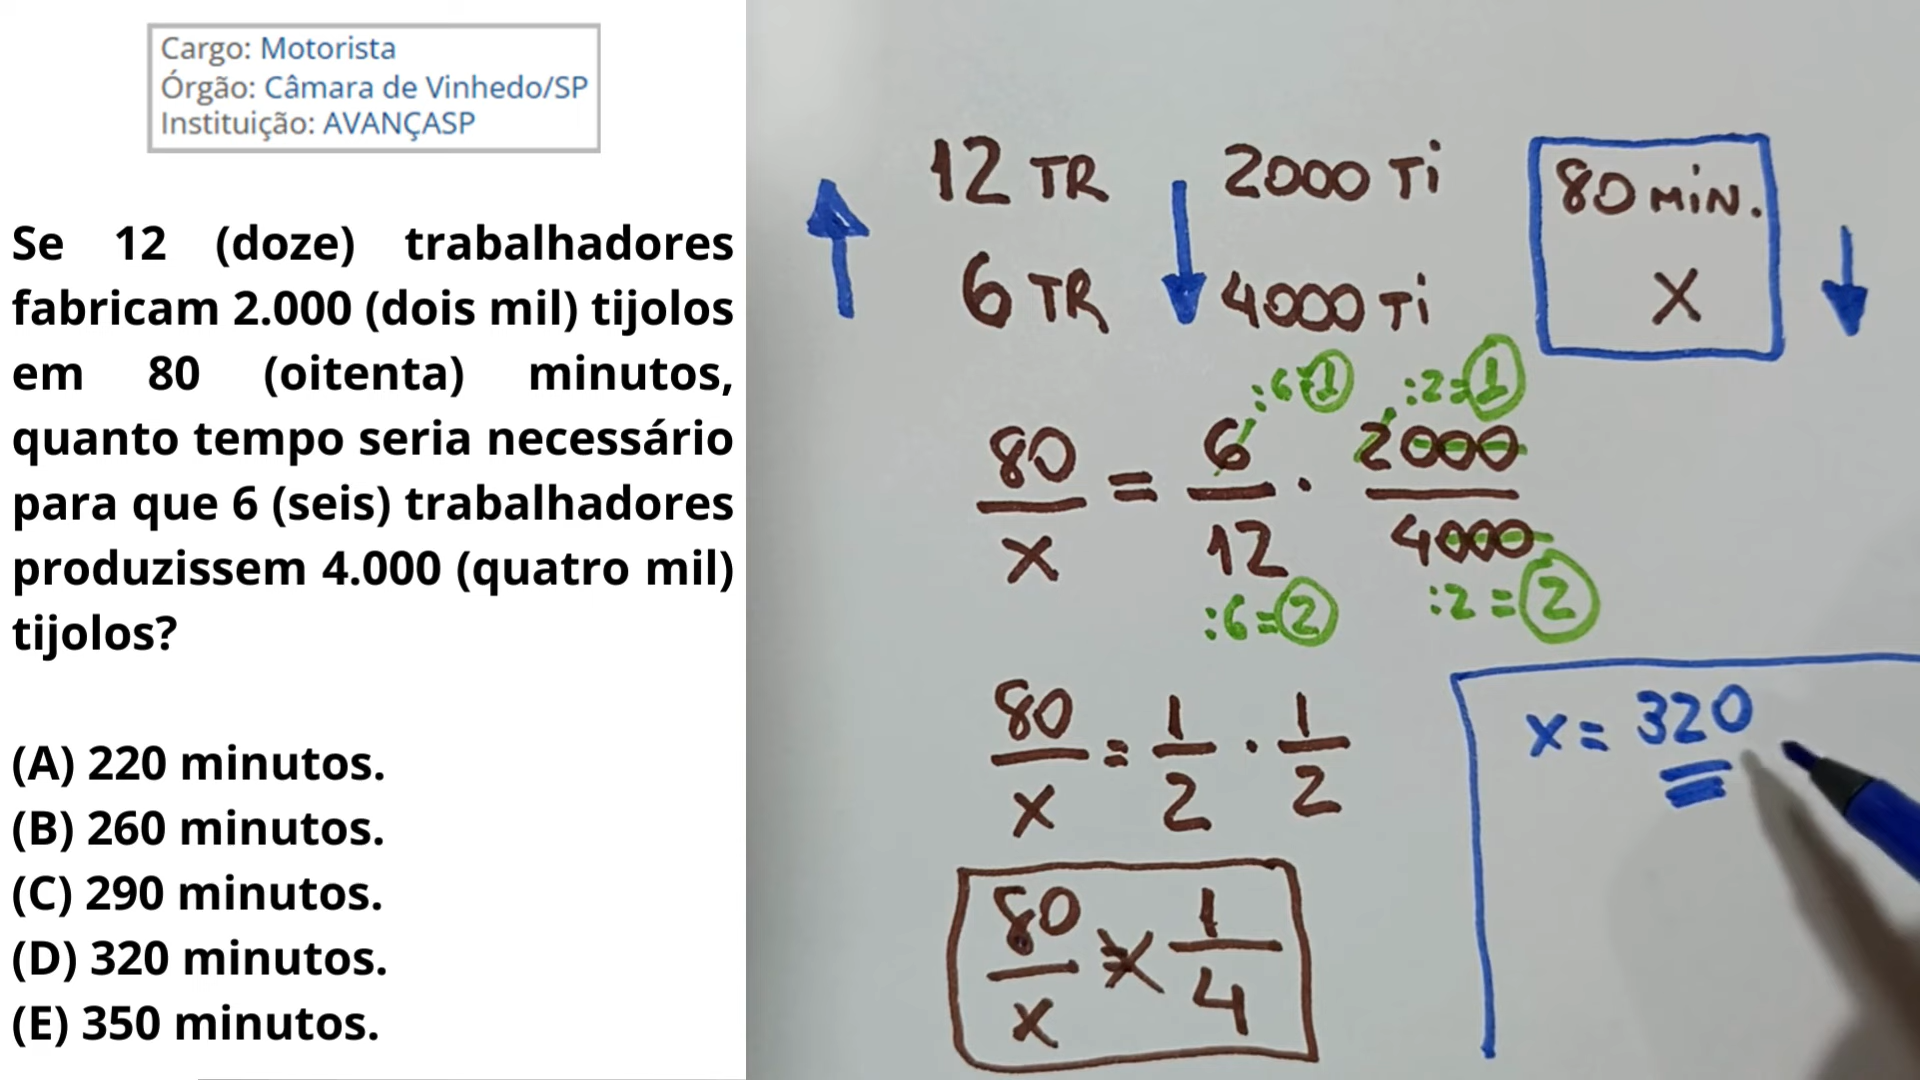 Cargo: Motorista
Órgão: Câmara de Vinhedo/SP
Instituição: AVANÇASP
Se 12 (doze) trabalhadores
fabricam 2.000 (dois mil) tijolos
em 80 (oitenta) minutos,
quanto tempo seria necessário
para que 6 (seis) trabalhadores
produzissem 4.000 (quatro mil)
tijolos?
(A) 220 minutos.
(B) 260 minutos.
(C) 290 minutos.
(D) 320 minutos.
(E) 350 minutos.
12 TR 2000 Ti 80 MiN.
6 TR 4000 Ti X
:6=1 :2=1
80/X = 6/12 . 2000/4000
:6=2 :2=2
80/X = 1/2 . 1/2
80/X = 1/4
X = 320